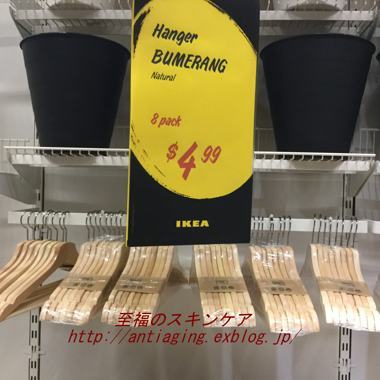 Hanger
BUMERANG
Natural
8 pack
$4.99
IKEA
至福のスキンケア
http://antiaging.exblog.jp/